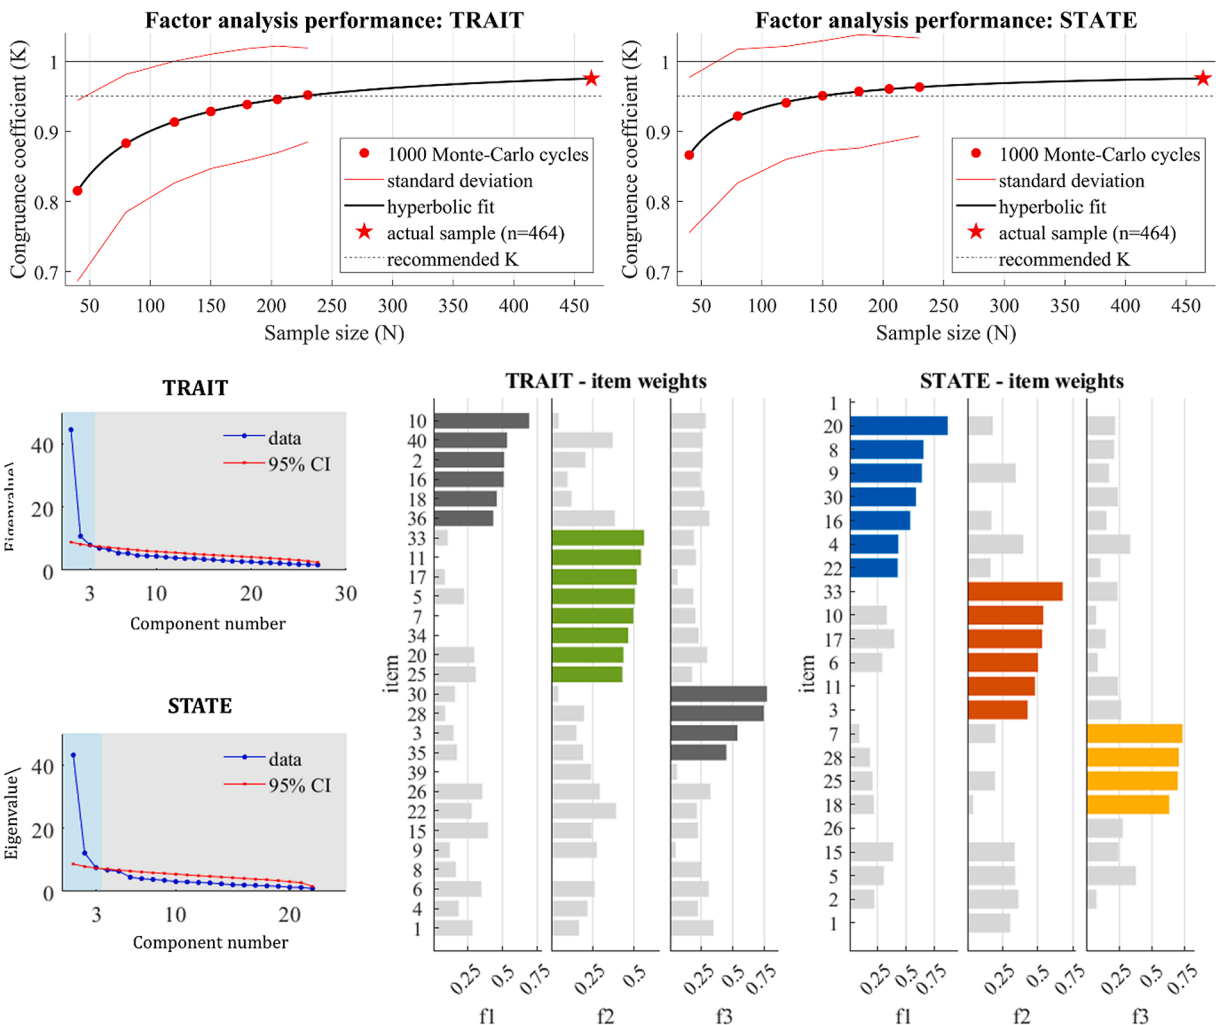 Factor analysis performance: TRAIT
Congruence coefficient (K)
1
0.9
0.8
0.7
1000 Monte-Carlo cycles
standard deviation
hyperbolic fit
actual sample (n=464)
recommended K
50 100 150 200 250 300 350 400 450
Sample size (N)
Factor analysis performance: STATE
Congruence coefficient (K)
1
0.9
0.8
0.7
1000 Monte-Carlo cycles
standard deviation
hyperbolic fit
actual sample (n=464)
recommended K
50 100 150 200 250 300 350 400 450
Sample size (N)
TRAIT
40
20
0
data
95% CI
3 10 20 30
Component number
STATE
Eigenvalue\
40
20
0
data
95% CI
3 10 20
Component number
TRAIT - item weights
item
10
40
2
16
18
36
33
11
17
5
7
34
20
25
30
28
3
35
39
26
22
15
9
8
6
4
1
0.25 0.5 0.75 0.25 0.5 0.25 0.5 0.75
f1 f2 f3
STATE - item weights
item
1
20
8
9
30
16
4
22
33
10
17
6
11
3
7
28
25
18
26
15
5
2
1
0.25 0.5 0.75 0.25 0.5 0.75 0.25 0.5 0.75
f1 f2 f3